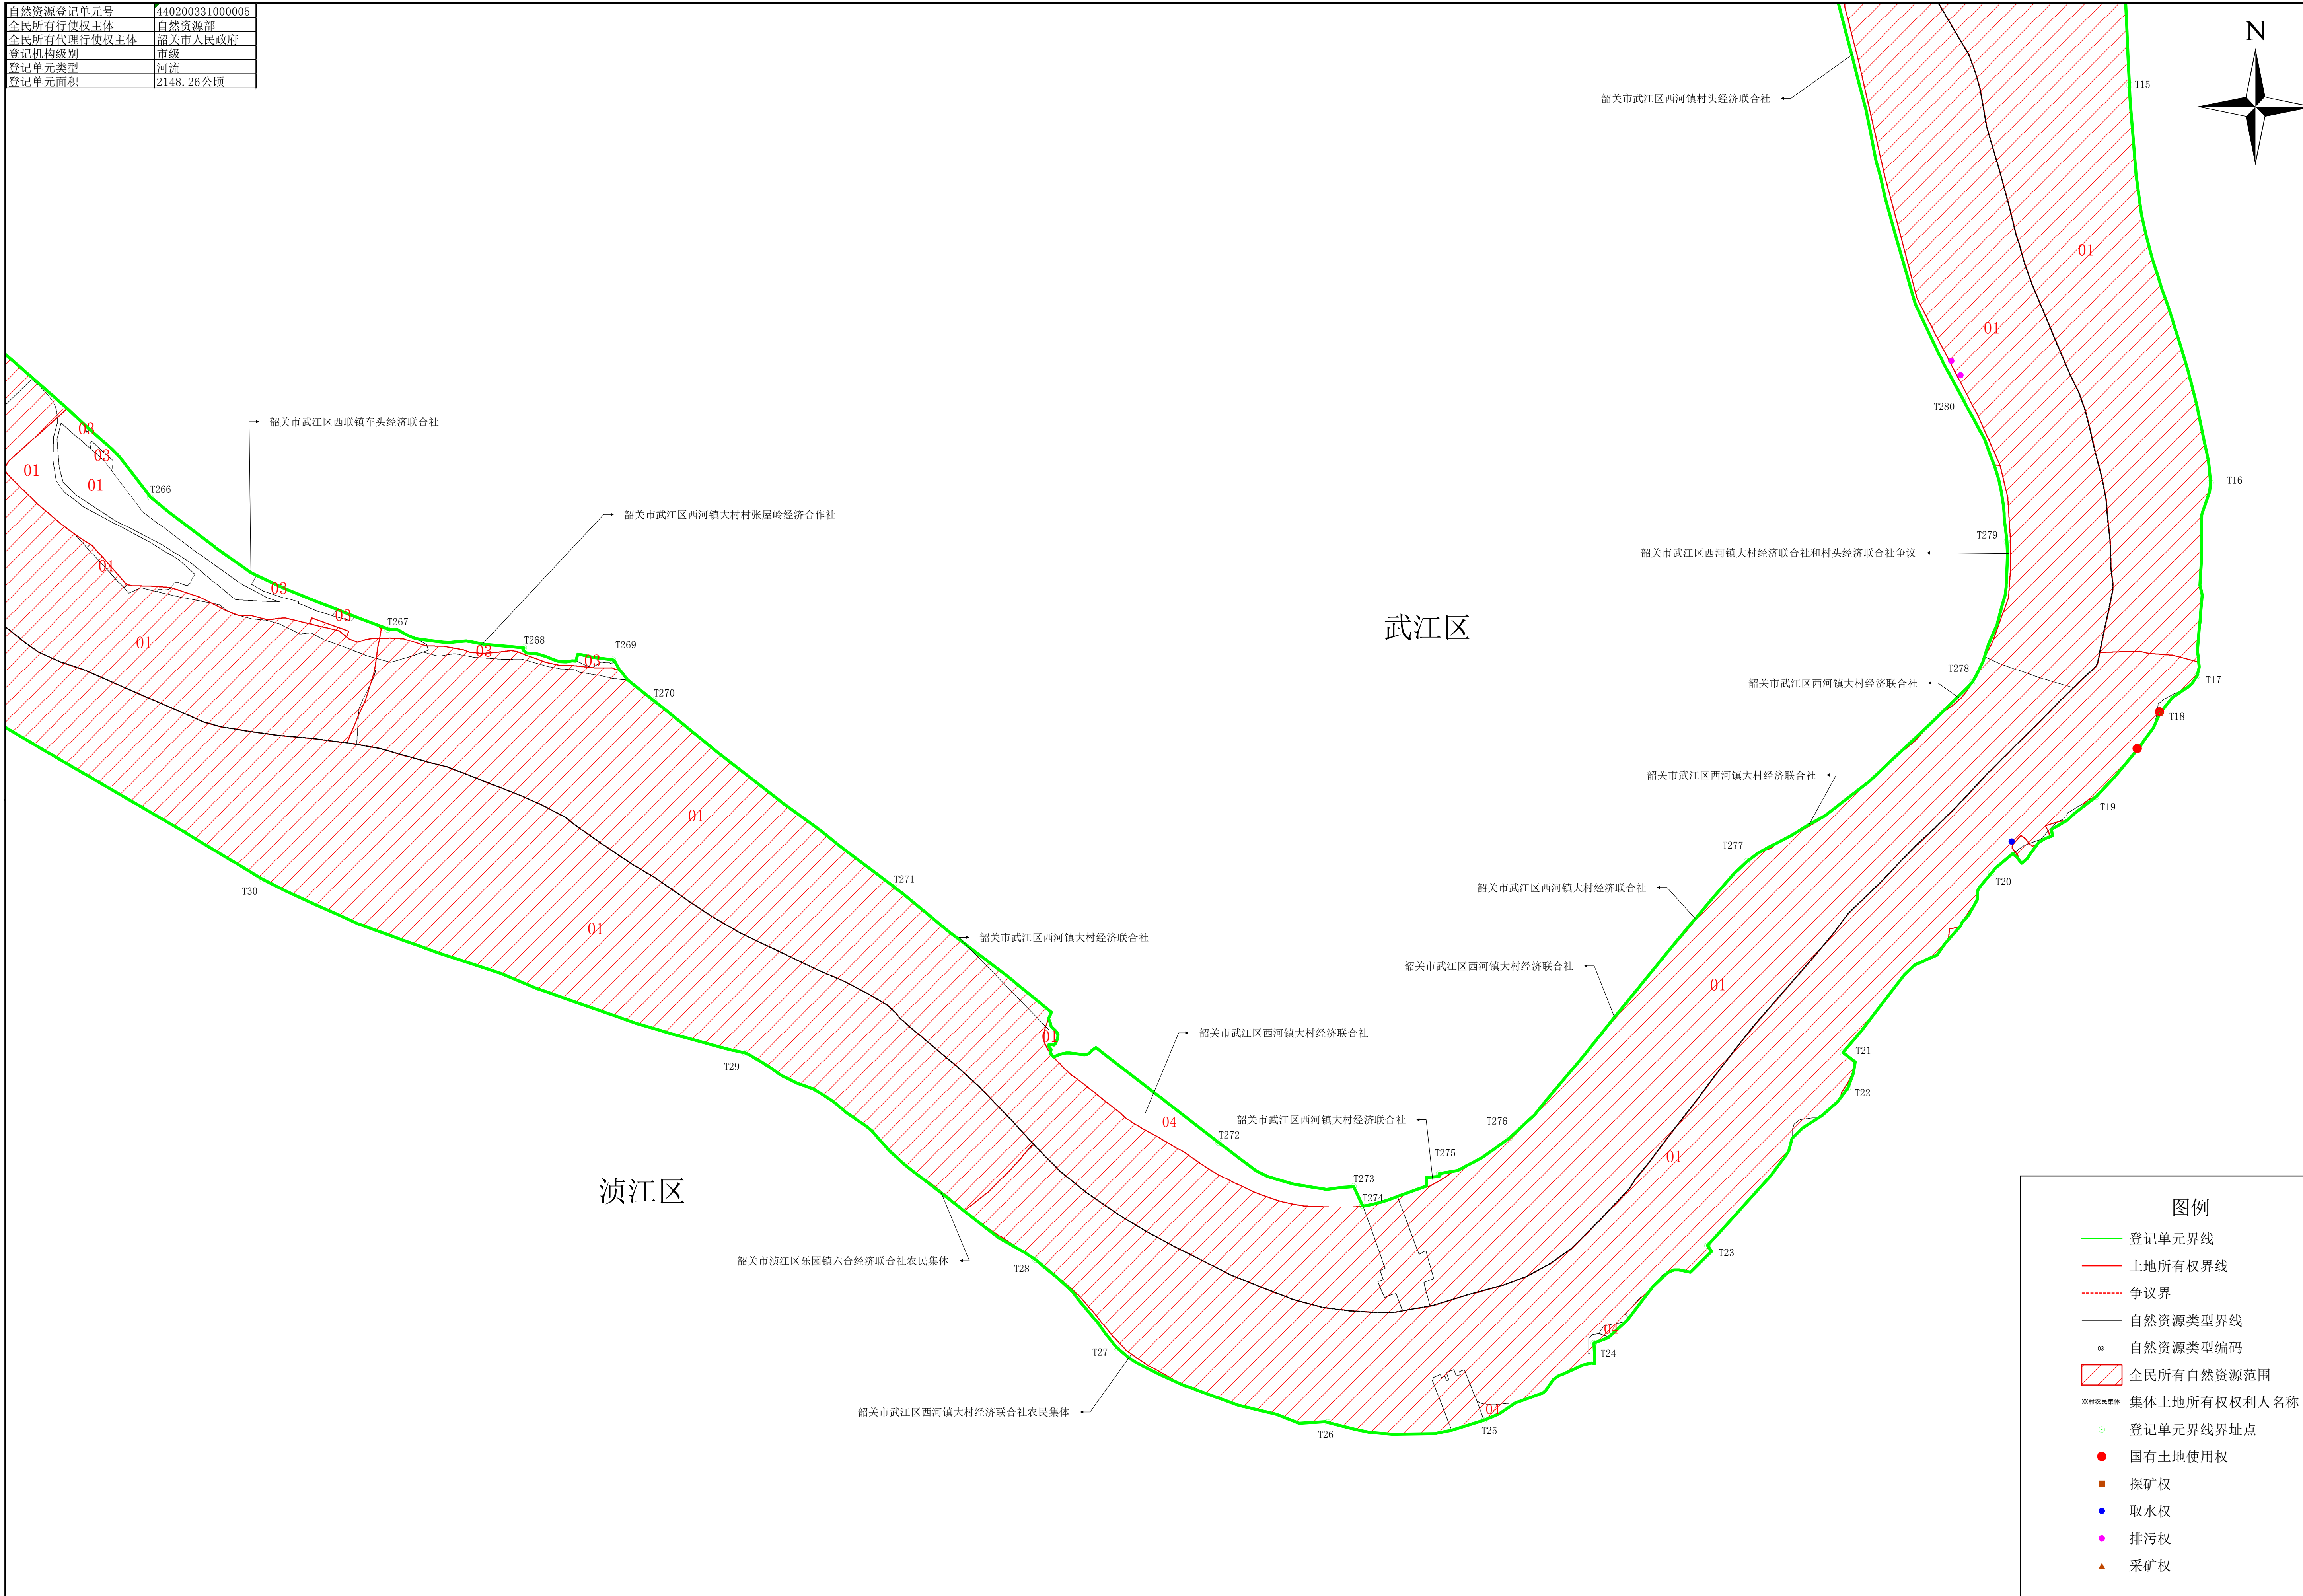 自然资源登记单元号 440200331000005
全民所有行使权主体 自然资源部
全民所有代理行使权主体 韶关市人民政府
登记机构级别 市级
登记单元类型 河流
登记单元面积 2148.26公顷
N
T15
韶关市武江区西河镇村头经济联合社
01
01
T280
韶关市武江区西联镇车头经济联合社
03
03
01
01
T266
T16
韶关市武江区西河镇大村村张屋岭经济合作社
T279
韶关市武江区西河镇大村经济联合社和村头经济联合社争议
01
03
03
T267
武江区
01
T268
T269
03
03
T278
韶关市武江区西河镇大村经济联合社
T17
T270
T18
韶关市武江区西河镇大村经济联合社
T19
01
T277
T271
T20
韶关市武江区西河镇大村经济联合社
T30
01
韶关市武江区西河镇大村经济联合社
韶关市武江区西河镇大村经济联合社
01
韶关市武江区西河镇大村经济联合社
01
T21
T29
T22
04
韶关市武江区西河镇大村经济联合社
T276
T272
T275
01
T273
浈江区
T274
图例
登记单元界线
T23
韶关市浈江区乐园镇六合经济联合社农民集体
T28
土地所有权界线
争议界
自然资源类型界线
04
03 自然资源类型编码
T27
T24
全民所有自然资源范围
XX村农民集体 集体土地所有权权利人名称
韶关市武江区西河镇大村经济联合社农民集体
04
T26
T25
登记单元界线界址点
国有土地使用权
探矿权
取水权
排污权
采矿权